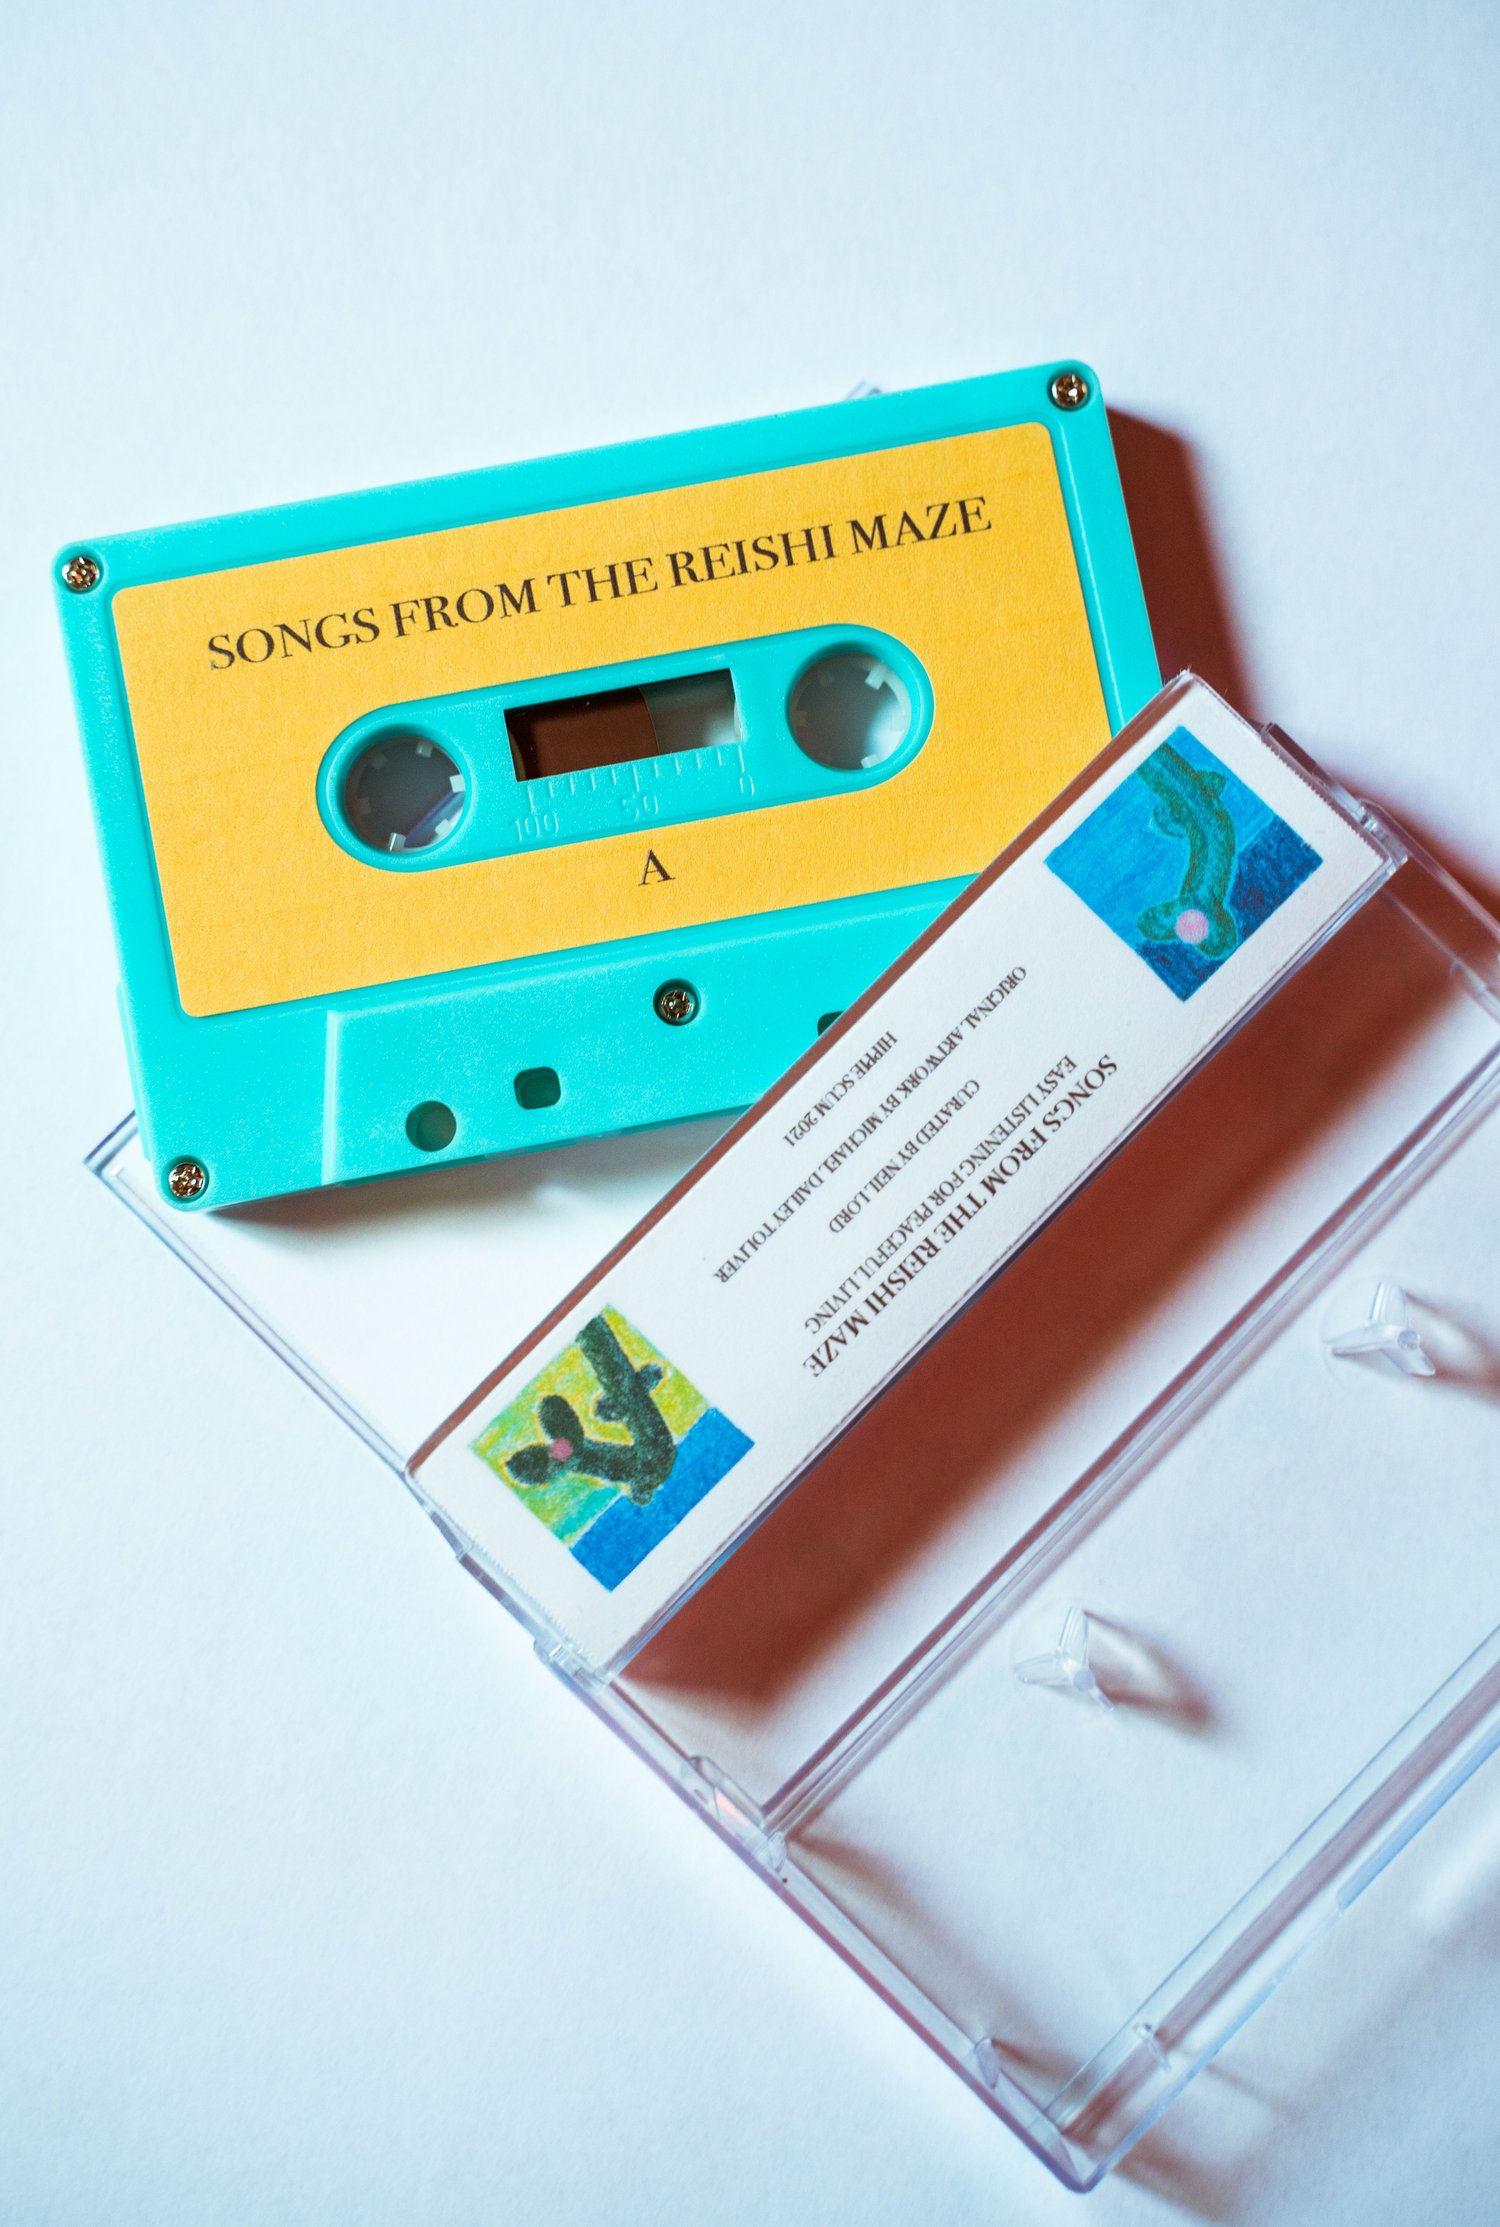 SONGS FROM THE REISHI MAZE
100 50 0
A
SONGS FROM THE REISHI MAZE
EASY LISTENING FOR PEACEFUL LIVING
CURATED BY NEIL LORD
ORIGINAL ARTWORK BY MICHAEL DAILEY TOLIVER
HIPPIE SCUM 2021